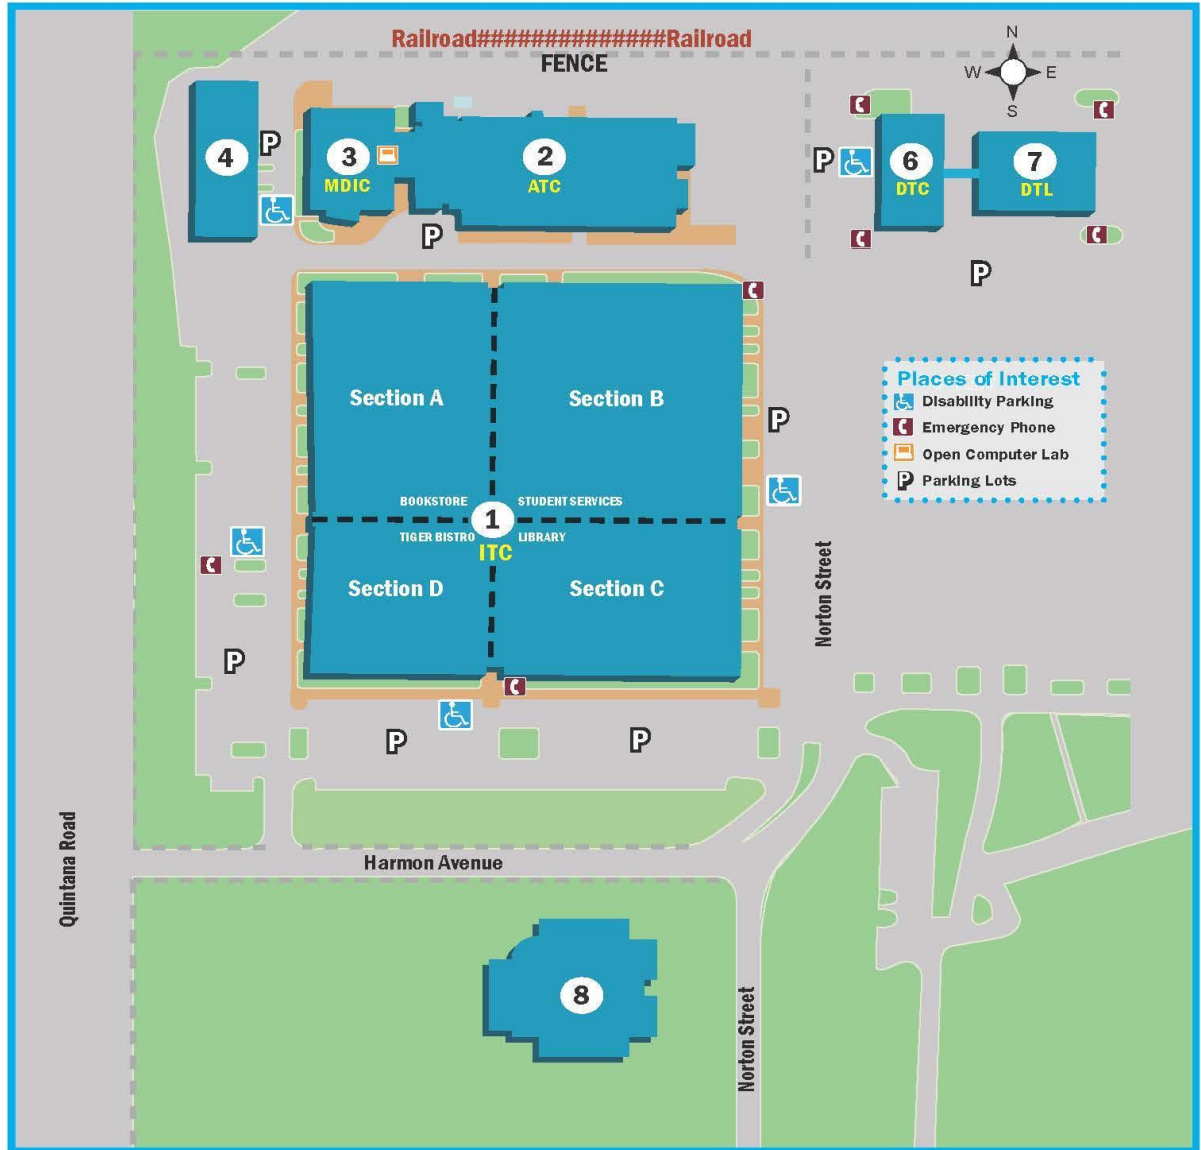 Railroad##############Railroad
FENCE
N
W E
S
4
P
3
MDIC
2
ATC
P
P
6
DTC
7
DTL
P
Section A
Section B
P
Places of Interest
Disability Parking
Emergency Phone
Open Computer Lab
P Parking Lots
BOOKSTORE
STUDENT SERVICES
1
TIGER BISTRO
LIBRARY
ITC
Section D
Section C
Norton Street
P
P
P
Harmon Avenue
Quintana Road
8
Norton Street